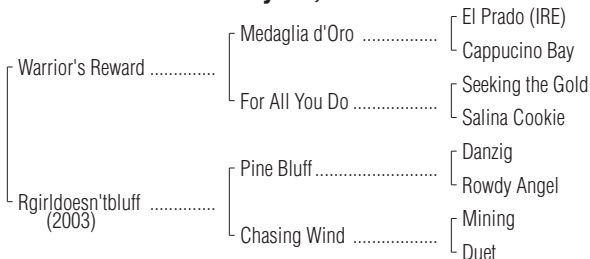 El Prado (IRE)
Medaglia d'Oro ................
Cappucino Bay
Warrior's Reward ..............
Seeking the Gold
For All You Do ..................
Salina Cookie
Danzig
Pine Bluff..........................
Rowdy Angel
Rgirldoesn'tbluff ..............
(2003)
Mining
Chasing Wind ..................
Duet